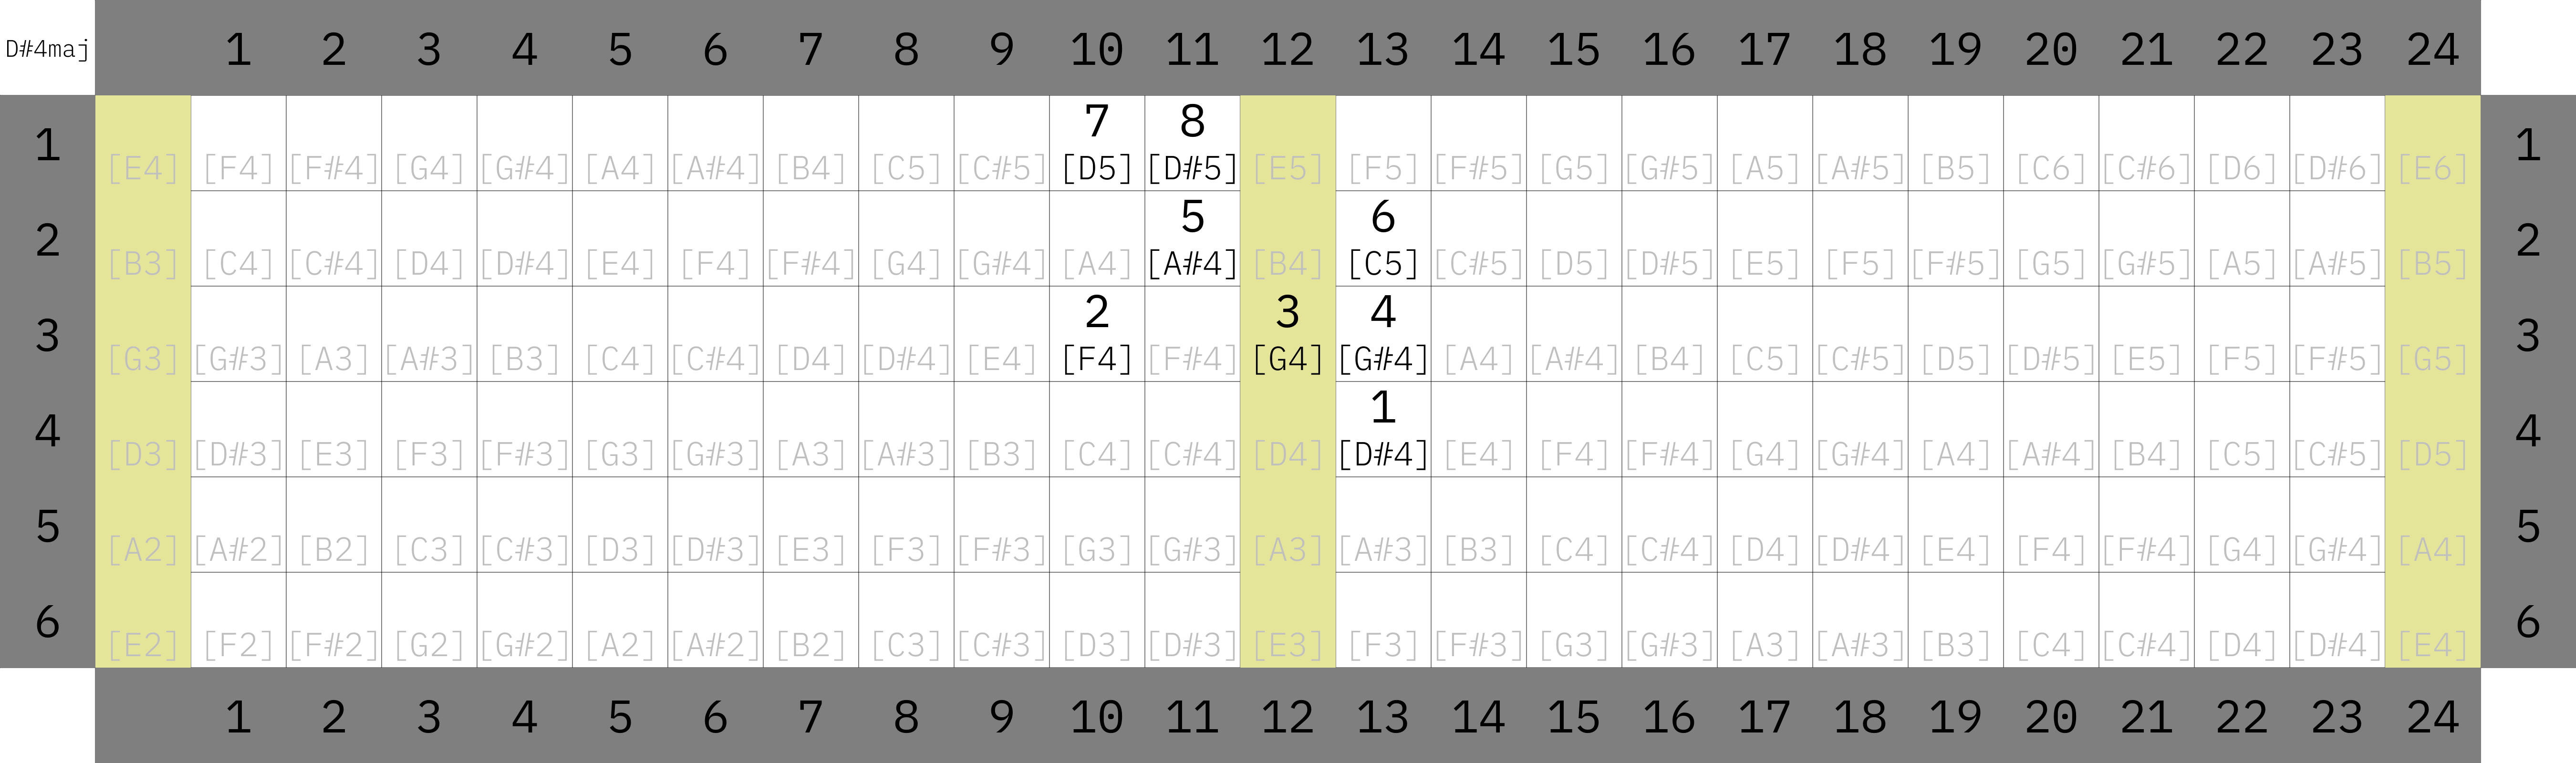 D#4maj 1 2 3 4 5 6 7 8 9 10 11 12 13 14 15 16 17 18 19 20 21 22 23 24
7 8
1 [E4] [F4] [F#4] [G4] [G#4] [A4] [A#4] [B4] [C5] [C#5] [D5] [D#5] [E5] [F5] [F#5] [G5] [G#5] [A5] [A#5] [B5] [C6] [C#6] [D6] [D#6] [E6] 1
5 6
2 [B3] [C4] [C#4] [D4] [D#4] [E4] [F4] [F#4] [G4] [G#4] [A4] [A#4] [B4] [C5] [C#5] [D5] [D#5] [E5] [F5] [F#5] [G5] [G#5] [A5] [A#5] [B5] 2
2 3 4
3 [G3] [G#3] [A3] [A#3] [B3] [C4] [C#4] [D4] [D#4] [E4] [F4] [F#4] [G4] [G#4] [A4] [A#4] [B4] [C5] [C#5] [D5] [D#5] [E5] [F5] [F#5] [G5] 3
1
4 [D3] [D#3] [E3] [F3] [F#3] [G3] [G#3] [A3] [A#3] [B3] [C4] [C#4] [D4] [D#4] [E4] [F4] [F#4] [G4] [G#4] [A4] [A#4] [B4] [C5] [C#5] [D5] 4
5 [A2] [A#2] [B2] [C3] [C#3] [D3] [D#3] [E3] [F3] [F#3] [G3] [G#3] [A3] [A#3] [B3] [C4] [C#4] [D4] [D#4] [E4] [F4] [F#4] [G4] [G#4] [A4] 5
6 [E2] [F2] [F#2] [G2] [G#2] [A2] [A#2] [B2] [C3] [C#3] [D3] [D#3] [E3] [F3] [F#3] [G3] [G#3] [A3] [A#3] [B3] [C4] [C#4] [D4] [D#4] [E4] 6
1 2 3 4 5 6 7 8 9 10 11 12 13 14 15 16 17 18 19 20 21 22 23 24